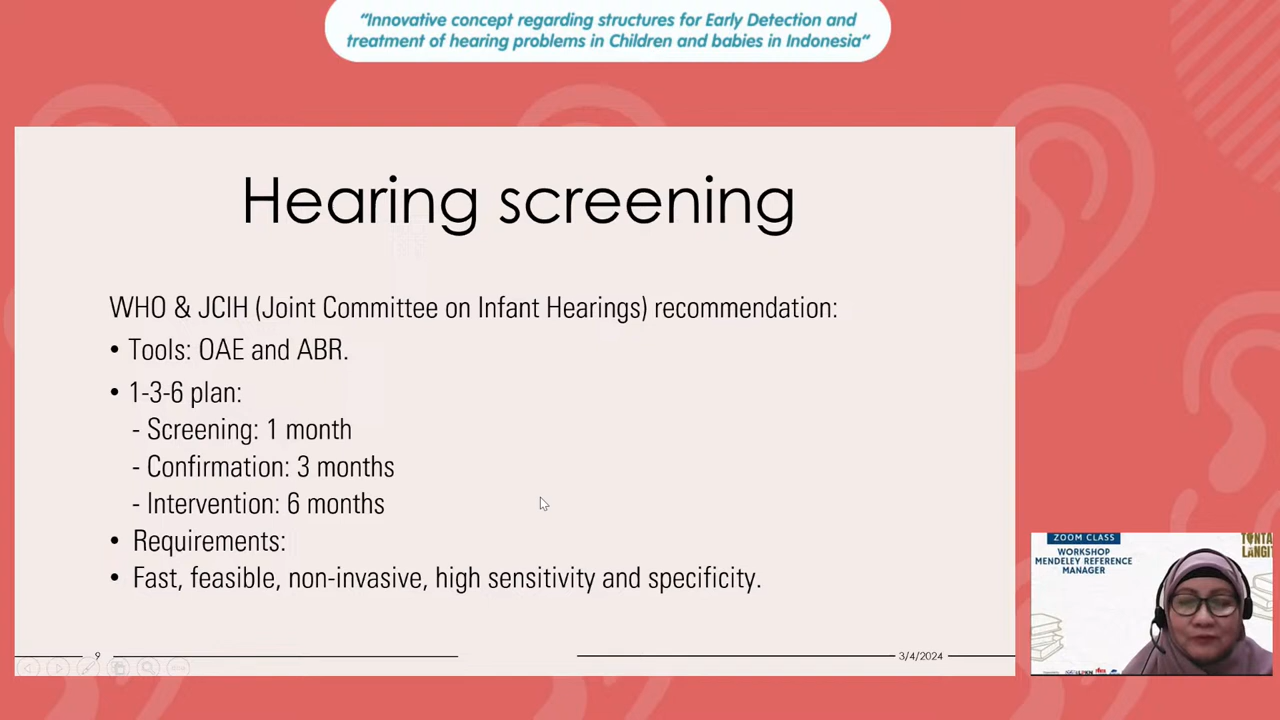 “Innovative concept regarding structures for Early Detection and
treatment of hearing problems in Children and babies in Indonesia“
Hearing screening
WHO & JCIH (Joint Committee on Infant Hearings) recommendation:
• Tools: OAE and ABR.
• 1-3-6 plan:
- Screening: 1 month
- Confirmation: 3 months
- Intervention: 6 months
• Requirements:
• Fast, feasible, non-invasive, high sensitivity and specificity.
9
3/4/2024
ZOOM CLASS
WORKSHOP
MENDELEY REFERENCE
MANAGER